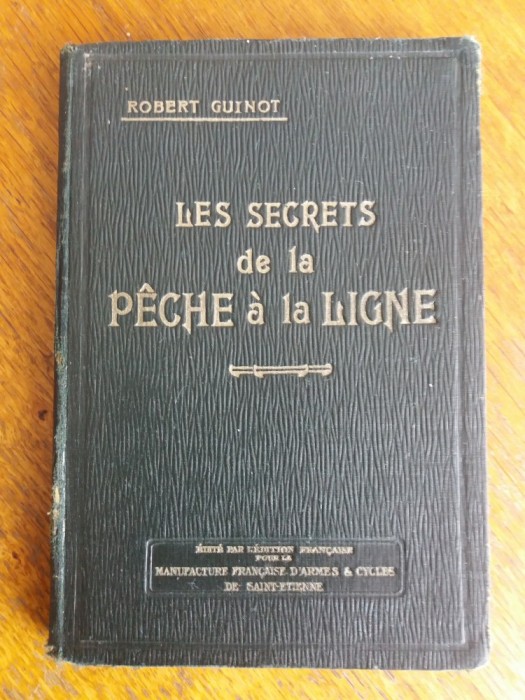 ROBERT GUINOT
LES SECRETS
de la
PÊCHE à la LIGNE
ÉDITÉ PAR L'ÉDITION FRANÇAISE
POUR LA
MANUFACTURE FRANÇAISE D'ARMES & CYCLES
DE SAINT-ETIENNE